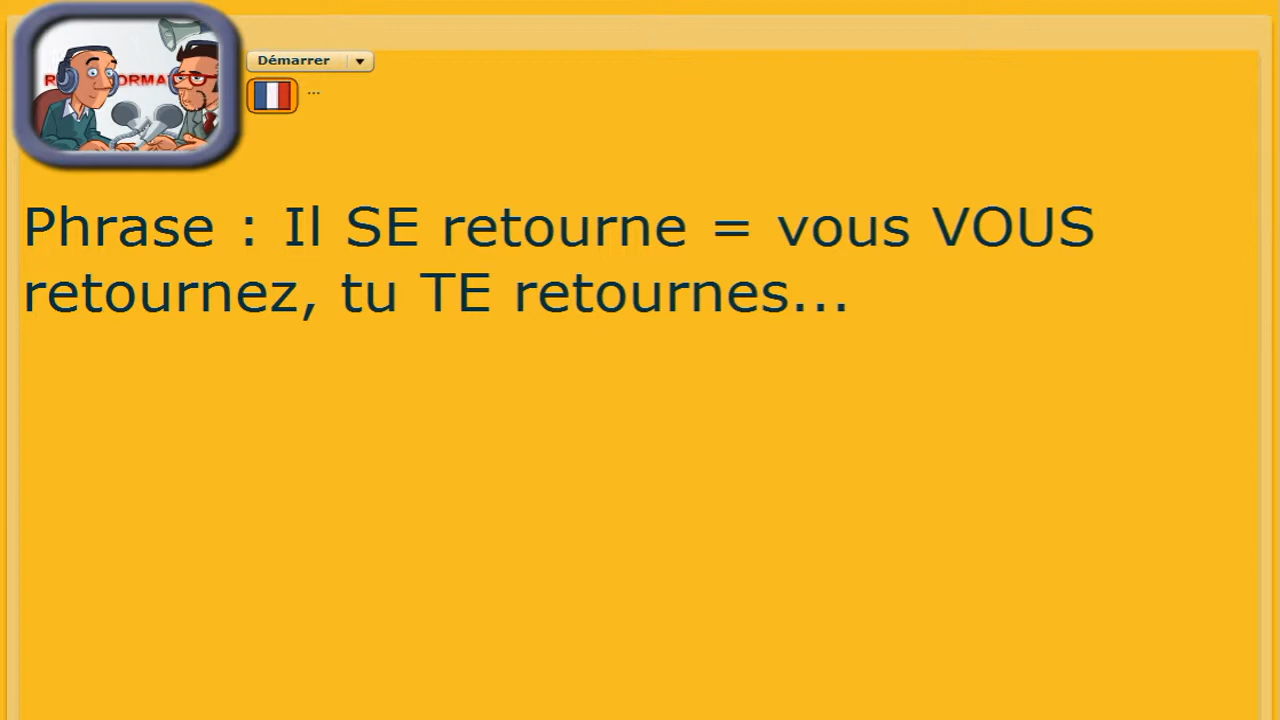 Démarrer
...
Phrase : Il SE retourne = vous VOUS
retournez, tu TE retournes...